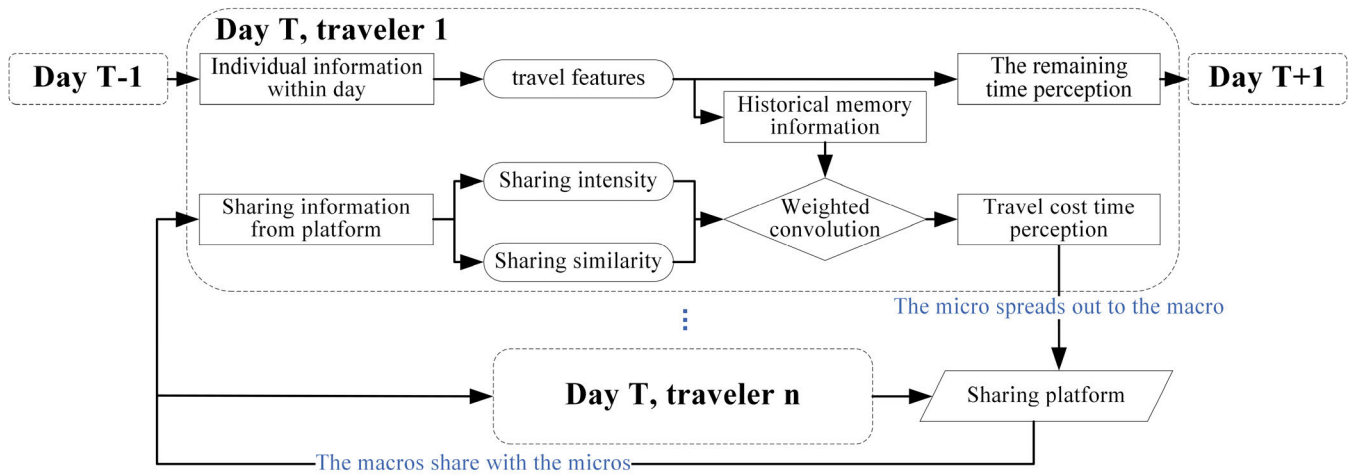 Day T, traveler 1
Day T-1
Individual information
within day
travel features
The remaining
time perception
Day T+1
Historical memory
information
Sharing intensity
Sharing information
from platform
Weighted
convolution
Travel cost time
perception
Sharing similarity
The micro spreads out to the macro
Day T, traveler n
Sharing platform
The macros share with the micros